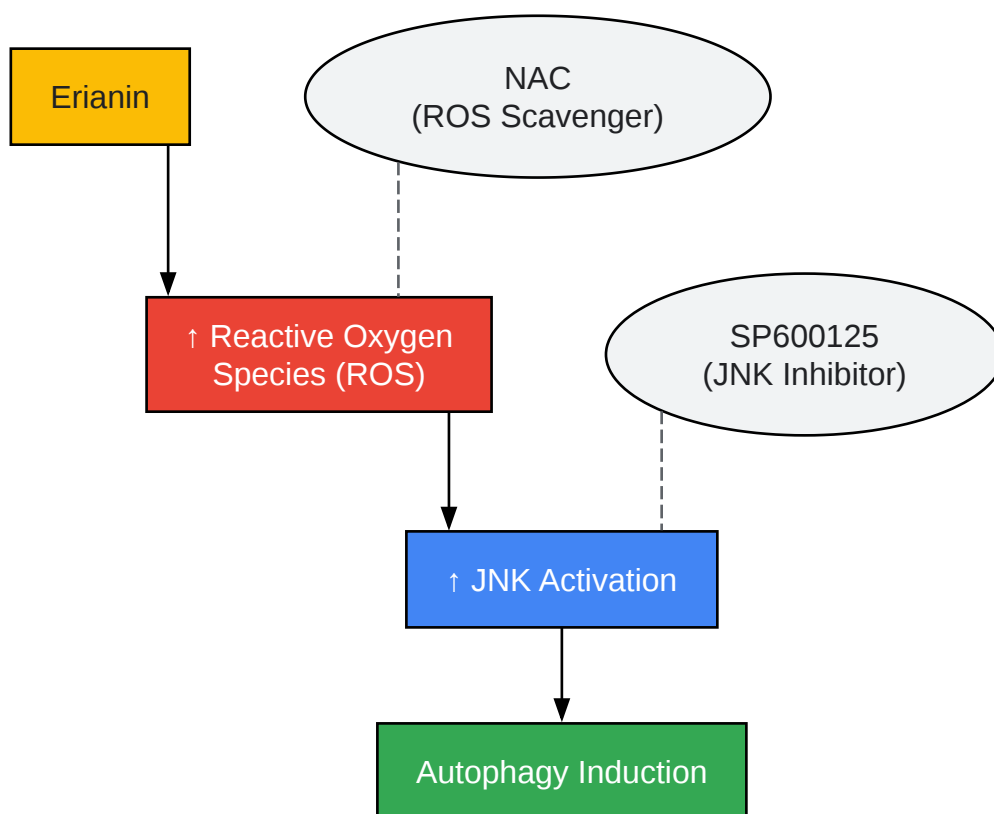 Erianin
NAC
(ROS Scavenger)
↑ Reactive Oxygen
Species (ROS)
SP600125
(JNK Inhibitor)
↑ JNK Activation
Autophagy Induction